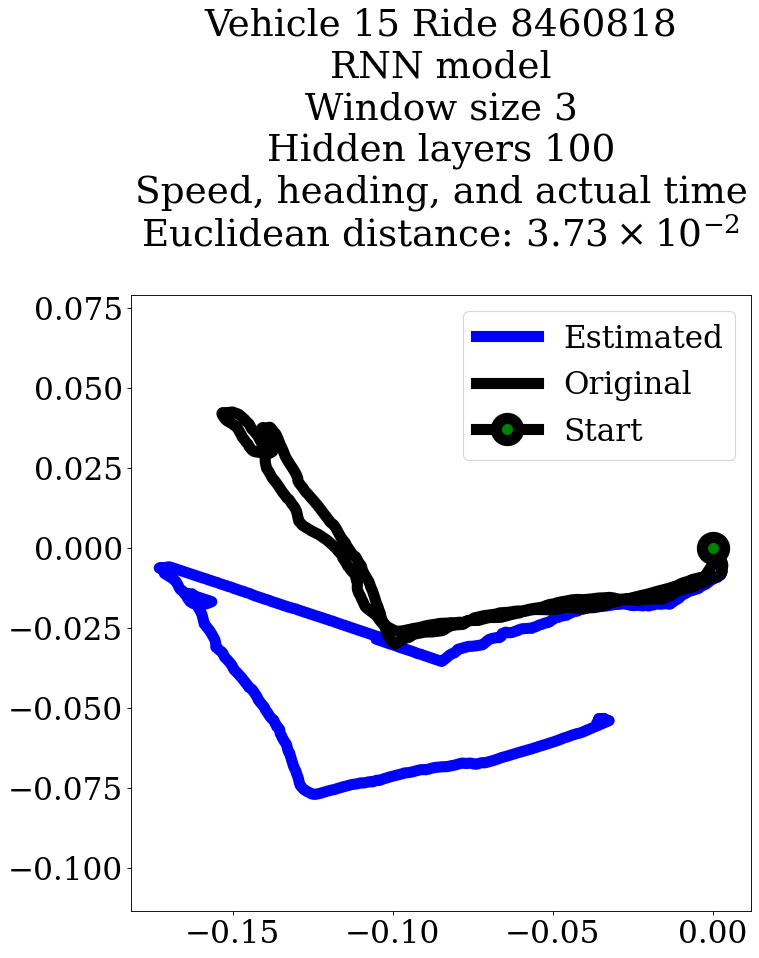 Vehicle 15 Ride 8460818
RNN model
Window size 3
Hidden layers 100
Speed, heading, and actual time
Euclidean distance: 3.73 × 10⁻²
0.075
0.050
0.025
0.000
−0.025
−0.050
−0.075
−0.100
Estimated
Original
Start
−0.15 −0.10 −0.05 0.00